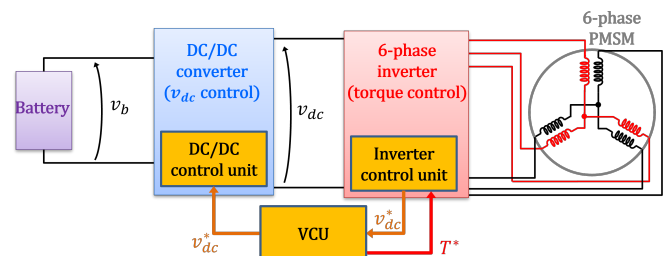 6-phase
PMSM
DC/DC
converter
(v_dc control)
6-phase
inverter
(torque control)
Battery
v_b
v_dc
DC/DC
control unit
Inverter
control unit
v*_dc
VCU
v*_dc
T*